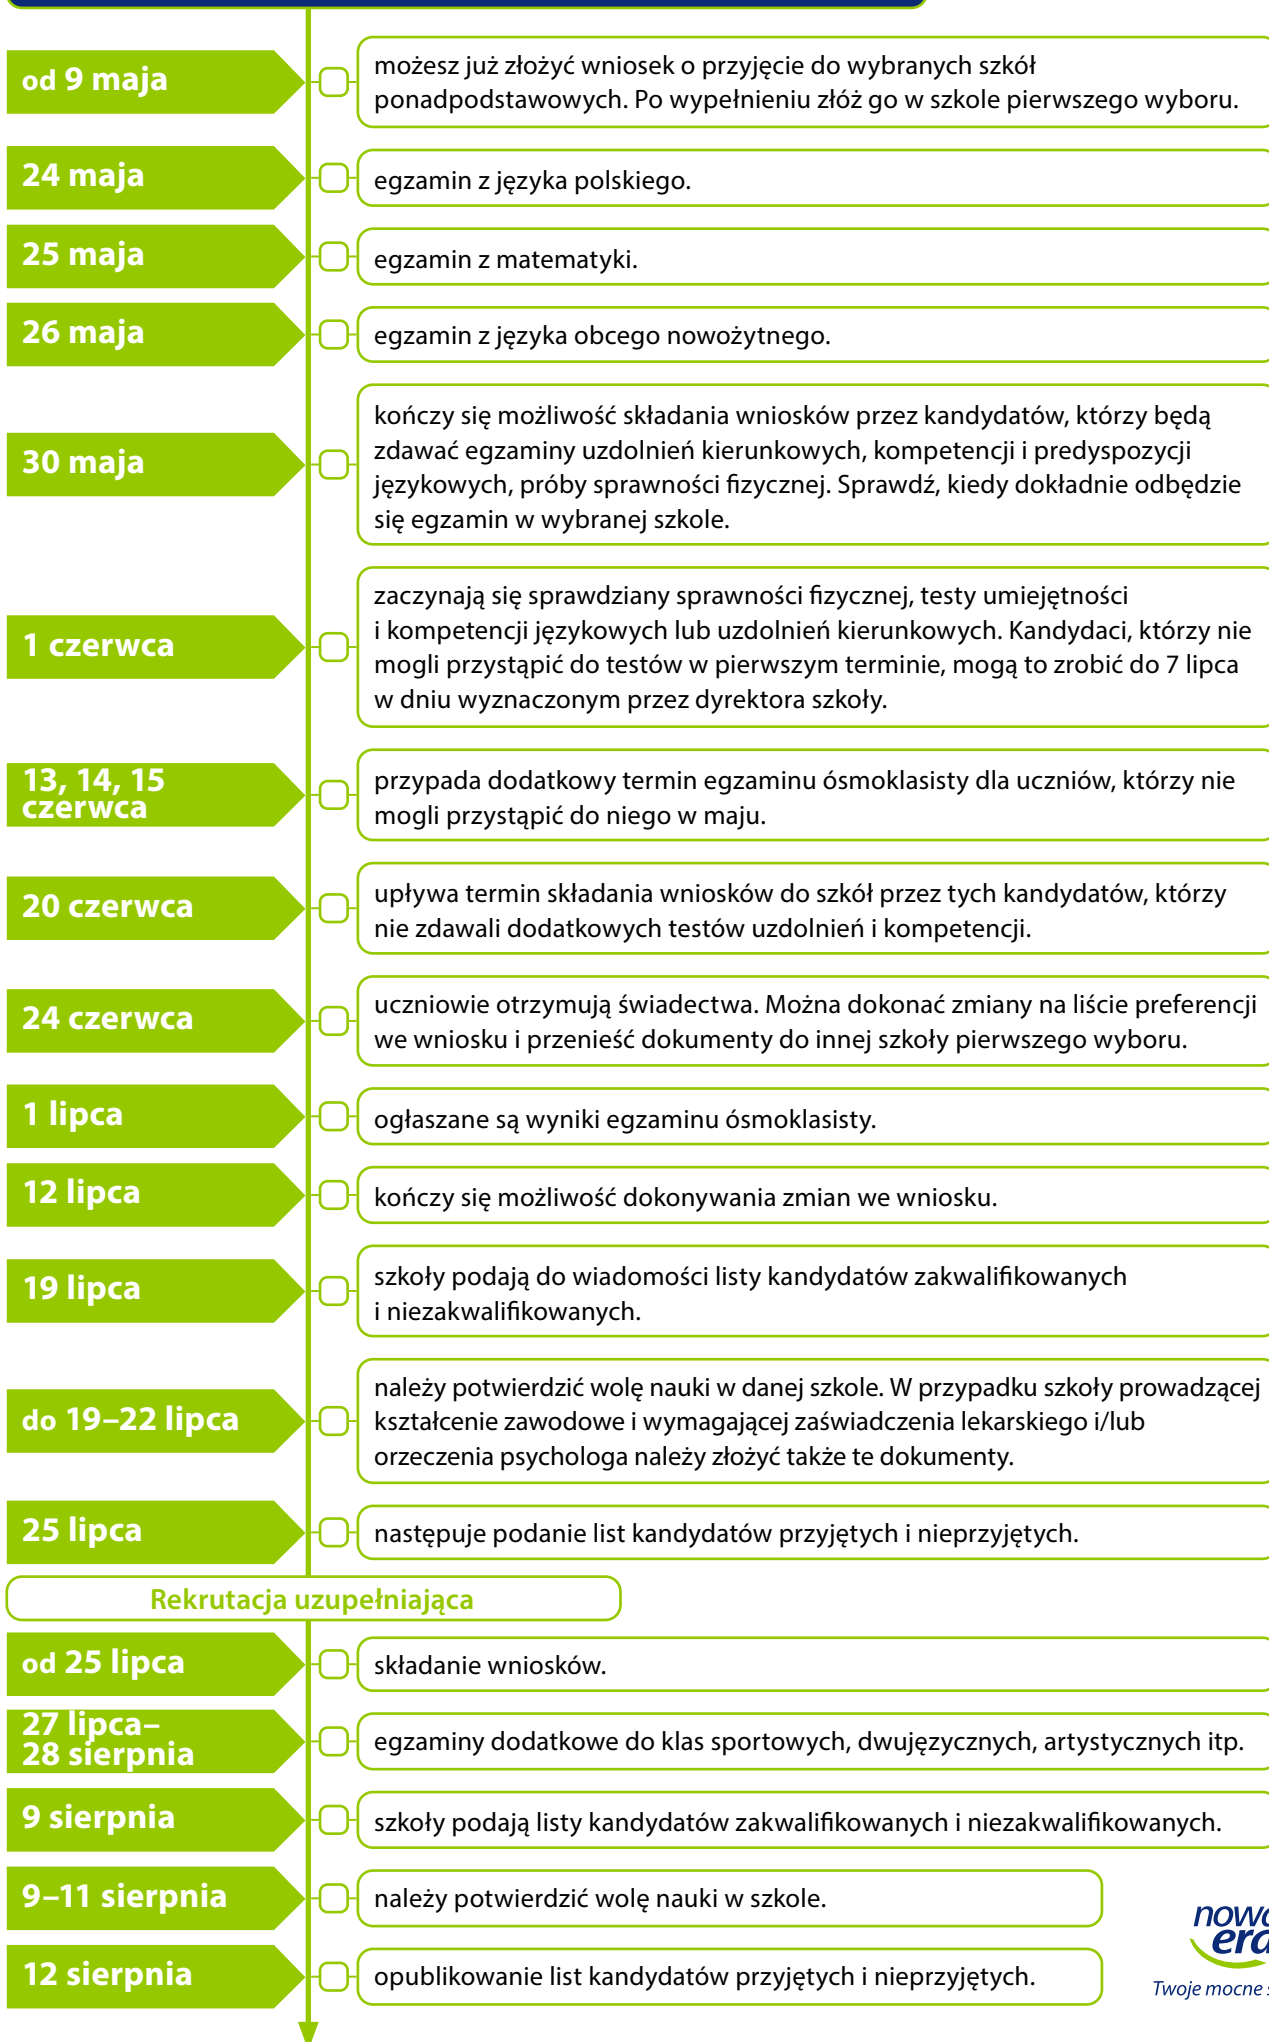 od 9 maja
możesz już złożyć wniosek o przyjęcie do wybranych szkół
ponadpodstawowych. Po wypełnieniu złóż go w szkole pierwszego wyboru.
24 maja
egzamin z języka polskiego.
25 maja
egzamin z matematyki.
26 maja
egzamin z języka obcego nowożytnego.
30 maja
kończy się możliwość składania wniosków przez kandydatów, którzy będą
zdawać egzaminy uzdolnień kierunkowych, kompetencji i predyspozycji
językowych, próby sprawności fizycznej. Sprawdź, kiedy dokładnie odbędzie
się egzamin w wybranej szkole.
1 czerwca
zaczynają się sprawdziany sprawności fizycznej, testy umiejętności
i kompetencji językowych lub uzdolnień kierunkowych. Kandydaci, którzy nie
mogli przystąpić do testów w pierwszym terminie, mogą to zrobić do 7 lipca
w dniu wyznaczonym przez dyrektora szkoły.
13, 14, 15
czerwca
przypada dodatkowy termin egzaminu ósmoklasisty dla uczniów, którzy nie
mogli przystąpić do niego w maju.
20 czerwca
upływa termin składania wniosków do szkół przez tych kandydatów, którzy
nie zdawali dodatkowych testów uzdolnień i kompetencji.
24 czerwca
uczniowie otrzymują świadectwa. Można dokonać zmiany na liście preferencji
we wniosku i przenieść dokumenty do innej szkoły pierwszego wyboru.
1 lipca
ogłaszane są wyniki egzaminu ósmoklasisty.
12 lipca
kończy się możliwość dokonywania zmian we wniosku.
19 lipca
szkoły podają do wiadomości listy kandydatów zakwalifikowanych
i niezakwalifikowanych.
do 19–22 lipca
należy potwierdzić wolę nauki w danej szkole. W przypadku szkoły prowadzącej
kształcenie zawodowe i wymagającej zaświadczenia lekarskiego i/lub
orzeczenia psychologa należy złożyć także te dokumenty.
25 lipca
następuje podanie list kandydatów przyjętych i nieprzyjętych.
Rekrutacja uzupełniająca
od 25 lipca
składanie wniosków.
27 lipca–
28 sierpnia
egzaminy dodatkowe do klas sportowych, dwujęzycznych, artystycznych itp.
9 sierpnia
szkoły podają listy kandydatów zakwalifikowanych i niezakwalifikowanych.
9–11 sierpnia
należy potwierdzić wolę nauki w szkole.
12 sierpnia
opublikowanie list kandydatów przyjętych i nieprzyjętych.
nowa
era
Twoje mocne